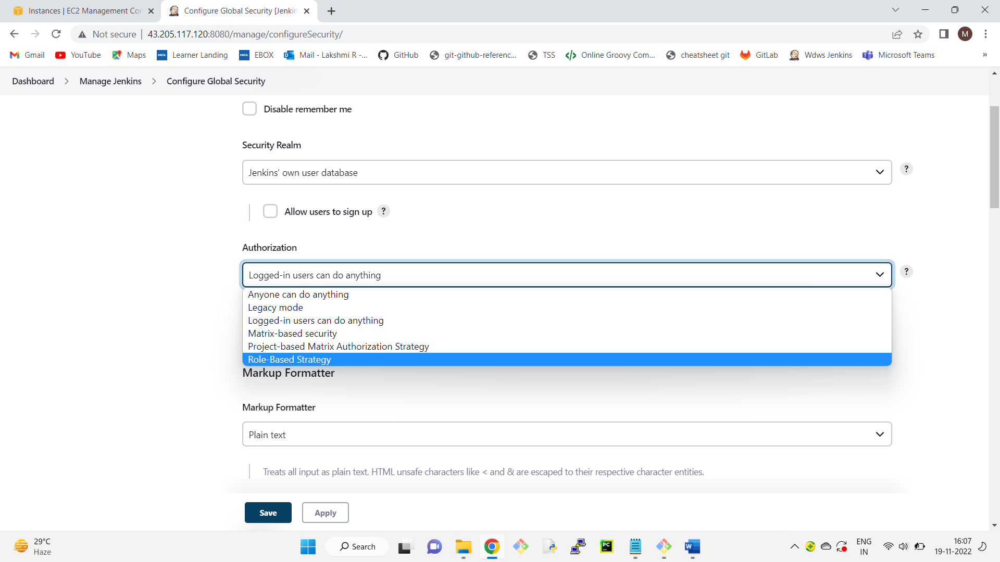 Instances | EC2 Management Con
Configure Global Security [Jenkin
Not secure | 43.205.117.120:8080/manage/configureSecurity/
M
Gmail
YouTube
Maps
HCL
Learner Landing
HCL
EBOX
Mail - Lakshmi R -...
GitHub
git-github-referenc...
TSS
Online Groovy Com...
cheatsheet git
GitLab
Wdws Jenkins
Microsoft Teams
»
Dashboard > Manage Jenkins > Configure Global Security
Disable remember me
Security Realm
Jenkins’ own user database
?
Allow users to sign up ?
Authorization
Logged-in users can do anything
?
Anyone can do anything
Legacy mode
Logged-in users can do anything
Matrix-based security
Project-based Matrix Authorization Strategy
Role-Based Strategy
Markup Formatter
Markup Formatter
Plain text
Treats all input as plain text. HTML unsafe characters like < and & are escaped to their respective character entities.
Save
Apply
29°C
Haze
Search
PC
W
ENG
IN
16:07
19-11-2022